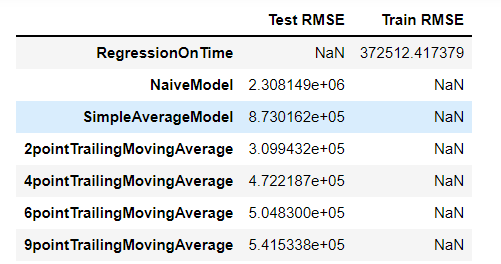 Test RMSE Train RMSE
RegressionOnTime NaN 372512.417379
NaiveModel 2.308149e+06 NaN
SimpleAverageModel 8.730162e+05 NaN
2pointTrailingMovingAverage 3.099432e+05 NaN
4pointTrailingMovingAverage 4.722187e+05 NaN
6pointTrailingMovingAverage 5.048300e+05 NaN
9pointTrailingMovingAverage 5.415338e+05 NaN